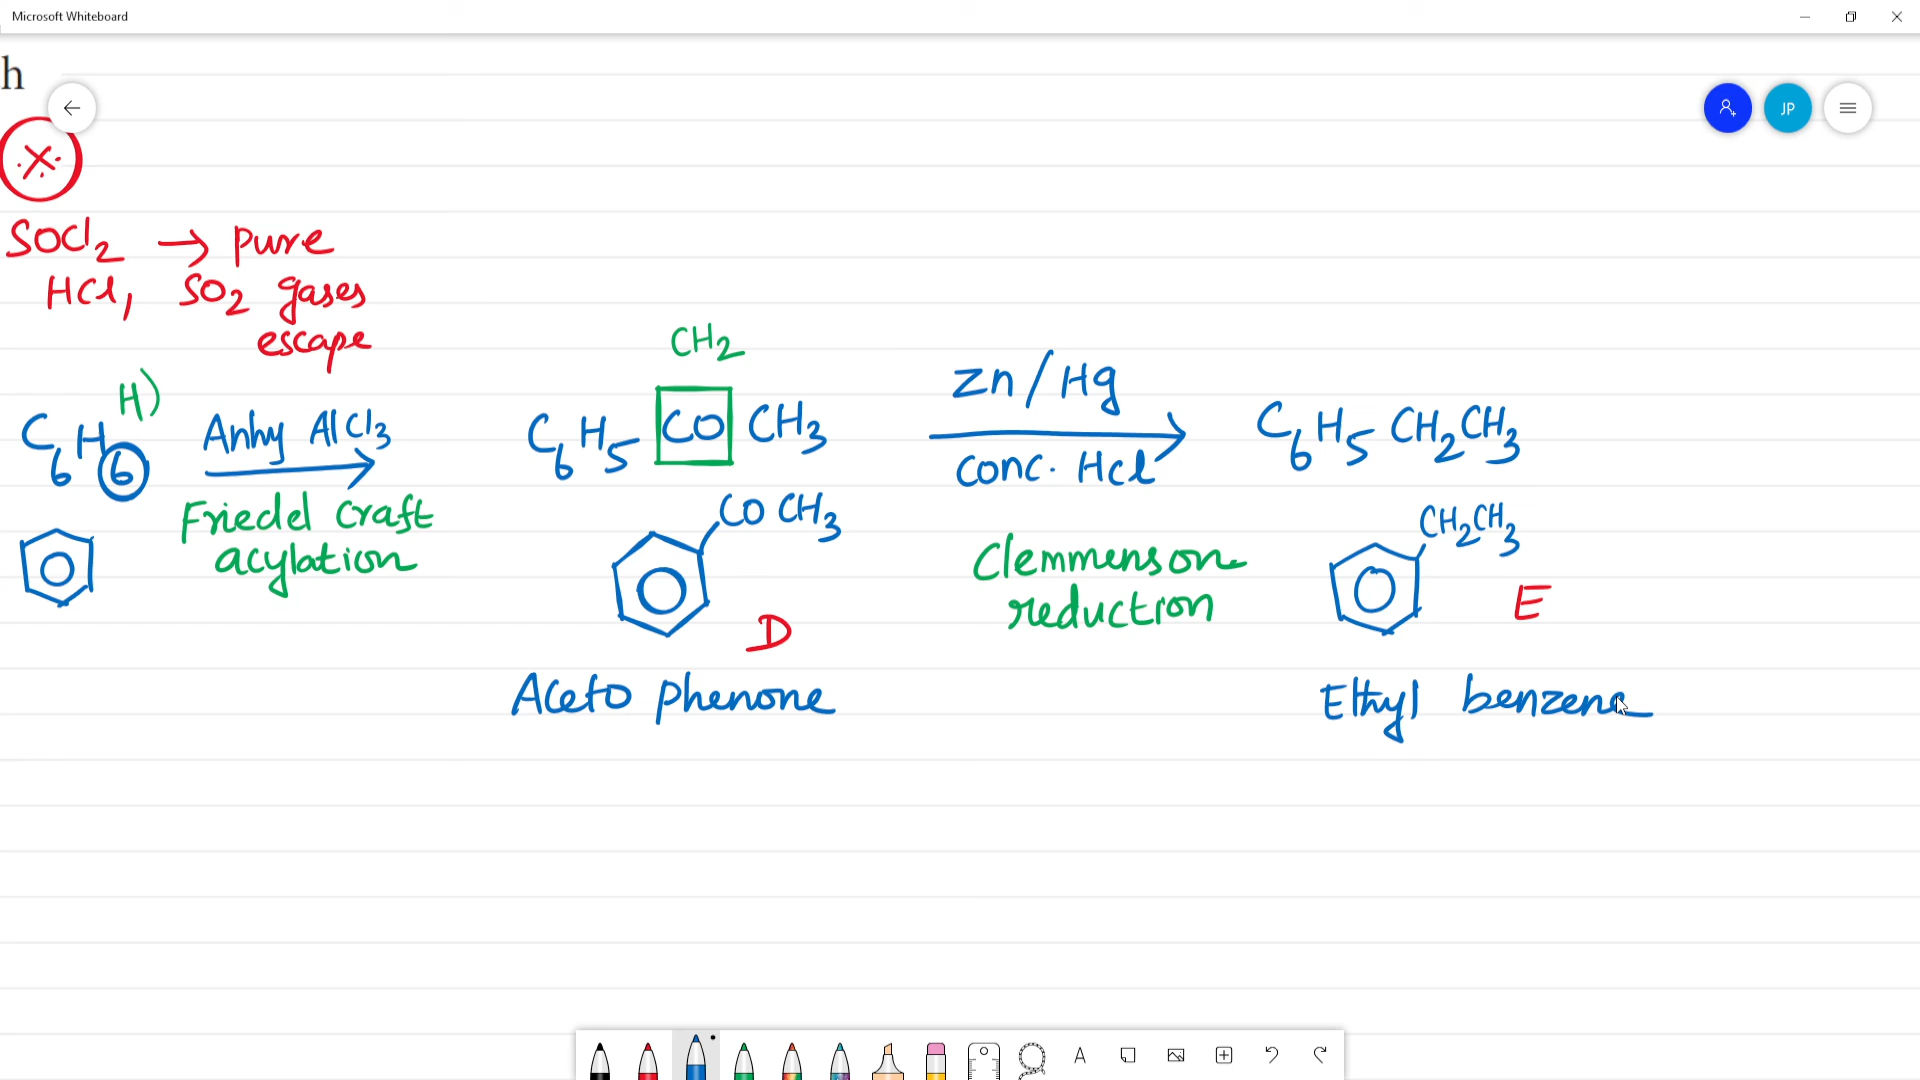 Microsoft Whiteboard
h
JP
X
SOCl2 → pure
HCl, SO2 gases
escape
CH2
H)
C6H6 Anhy AlCl3 C6H5 CO CH3 Zn/Hg C6H5 CH2CH3
conc. HCl
Friedel Craft
acylation
CO CH3
CH2CH3
Clemmenson
reduction
D
E
Aceto phenone
Ethyl benzene
A